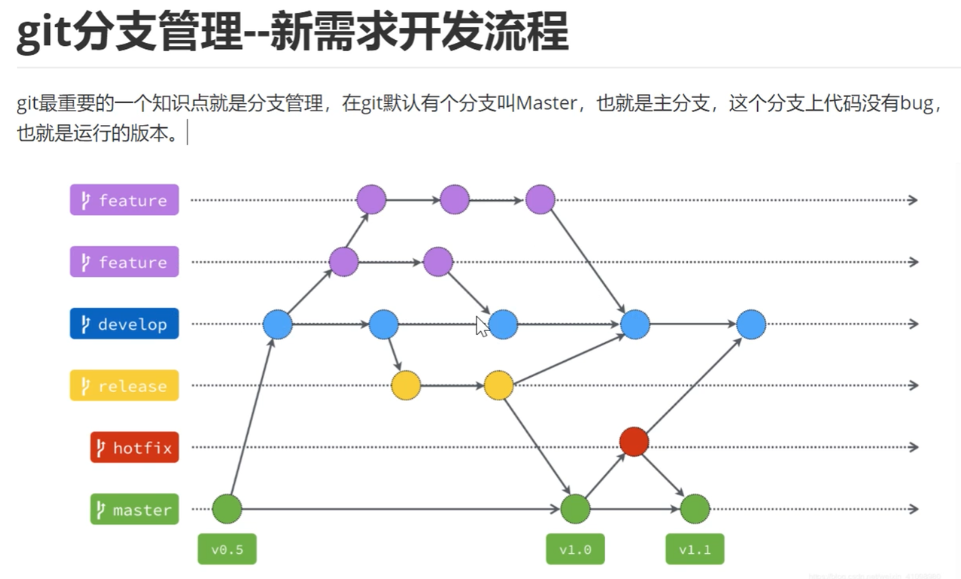 git分支管理--新需求开发流程
git最重要的一个知识点就是分支管理，在git默认有个分支叫Master，也就是主分支，这个分支上代码没有bug，
也就是运行的版本。
feature
feature
develop
release
hotfix
master
v0.5
v1.0
v1.1